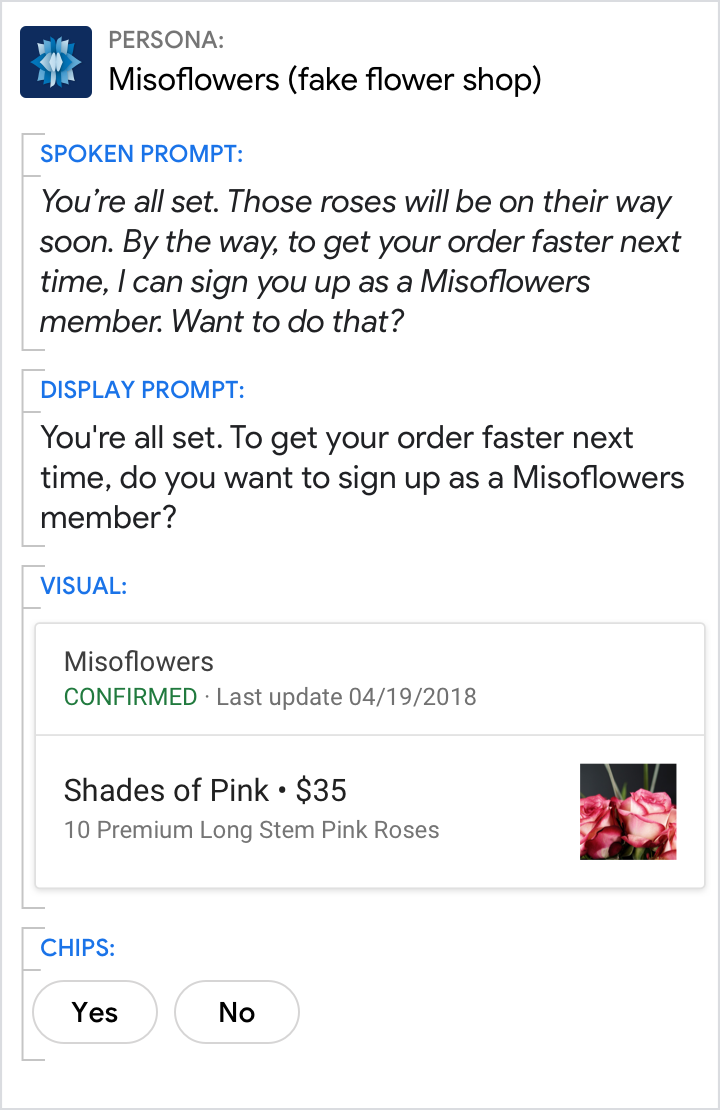 PERSONA:
Misoflowers (fake flower shop)
SPOKEN PROMPT:
You’re all set. Those roses will be on their way
soon. By the way, to get your order faster next
time, I can sign you up as a Misoflowers
member. Want to do that?
DISPLAY PROMPT:
You're all set. To get your order faster next
time, do you want to sign up as a Misoflowers
member?
VISUAL:
Misoflowers
CONFIRMED · Last update 04/19/2018
Shades of Pink • $35
10 Premium Long Stem Pink Roses
CHIPS:
Yes No